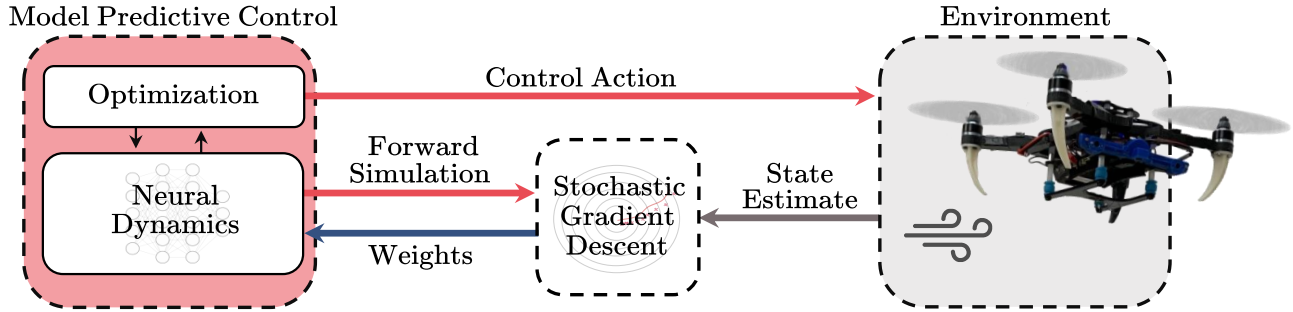 Model Predictive Control
Environment
Optimization
Control Action
Forward
Simulation
Neural
Dynamics
Stochastic
Gradient
Descent
State
Estimate
Weights